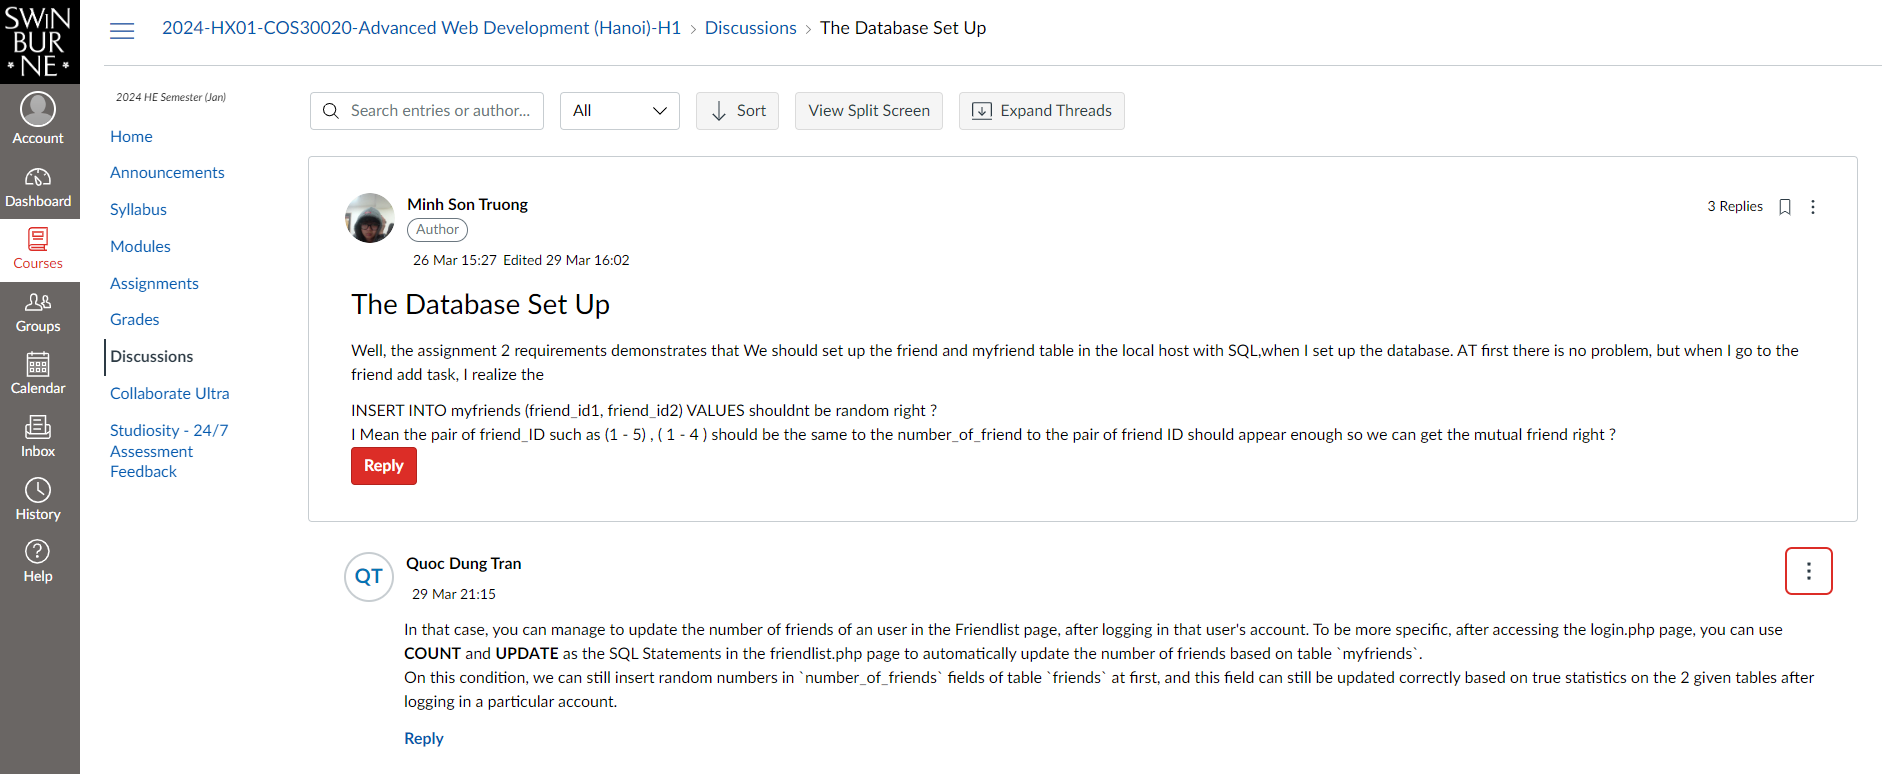 SWIN
BUR
* NE *
2024-HX01-COS30020-Advanced Web Development (Hanoi)-H1 > Discussions > The Database Set Up
Account
Dashboard
Courses
Groups
Calendar
Inbox
History
Help
2024 HE Semester (Jan)
Home
Announcements
Syllabus
Modules
Assignments
Grades
Discussions
Collaborate Ultra
Studiosity - 24/7
Assessment
Feedback
Search entries or author...
All
Sort
View Split Screen
Expand Threads
Minh Son Truong
Author
3 Replies
26 Mar 15:27 Edited 29 Mar 16:02
The Database Set Up
Well, the assignment 2 requirements demonstrates that We should set up the friend and myfriend table in the local host with SQL,when I set up the database. AT first there is no problem, but when I go to the
friend add task, I realize the
INSERT INTO myfriends (friend_id1, friend_id2) VALUES shouldnt be random right ?
I Mean the pair of friend_ID such as (1 - 5) , ( 1 - 4 ) should be the same to the number_of_friend to the pair of friend ID should appear enough so we can get the mutual friend right ?
Reply
QT
Quoc Dung Tran
29 Mar 21:15
In that case, you can manage to update the number of friends of an user in the Friendlist page, after logging in that user's account. To be more specific, after accessing the login.php page, you can use
COUNT and UPDATE as the SQL Statements in the friendlist.php page to automatically update the number of friends based on table `myfriends`.
On this condition, we can still insert random numbers in `number_of_friends` fields of table `friends` at first, and this field can still be updated correctly based on true statistics on the 2 given tables after
logging in a particular account.
Reply